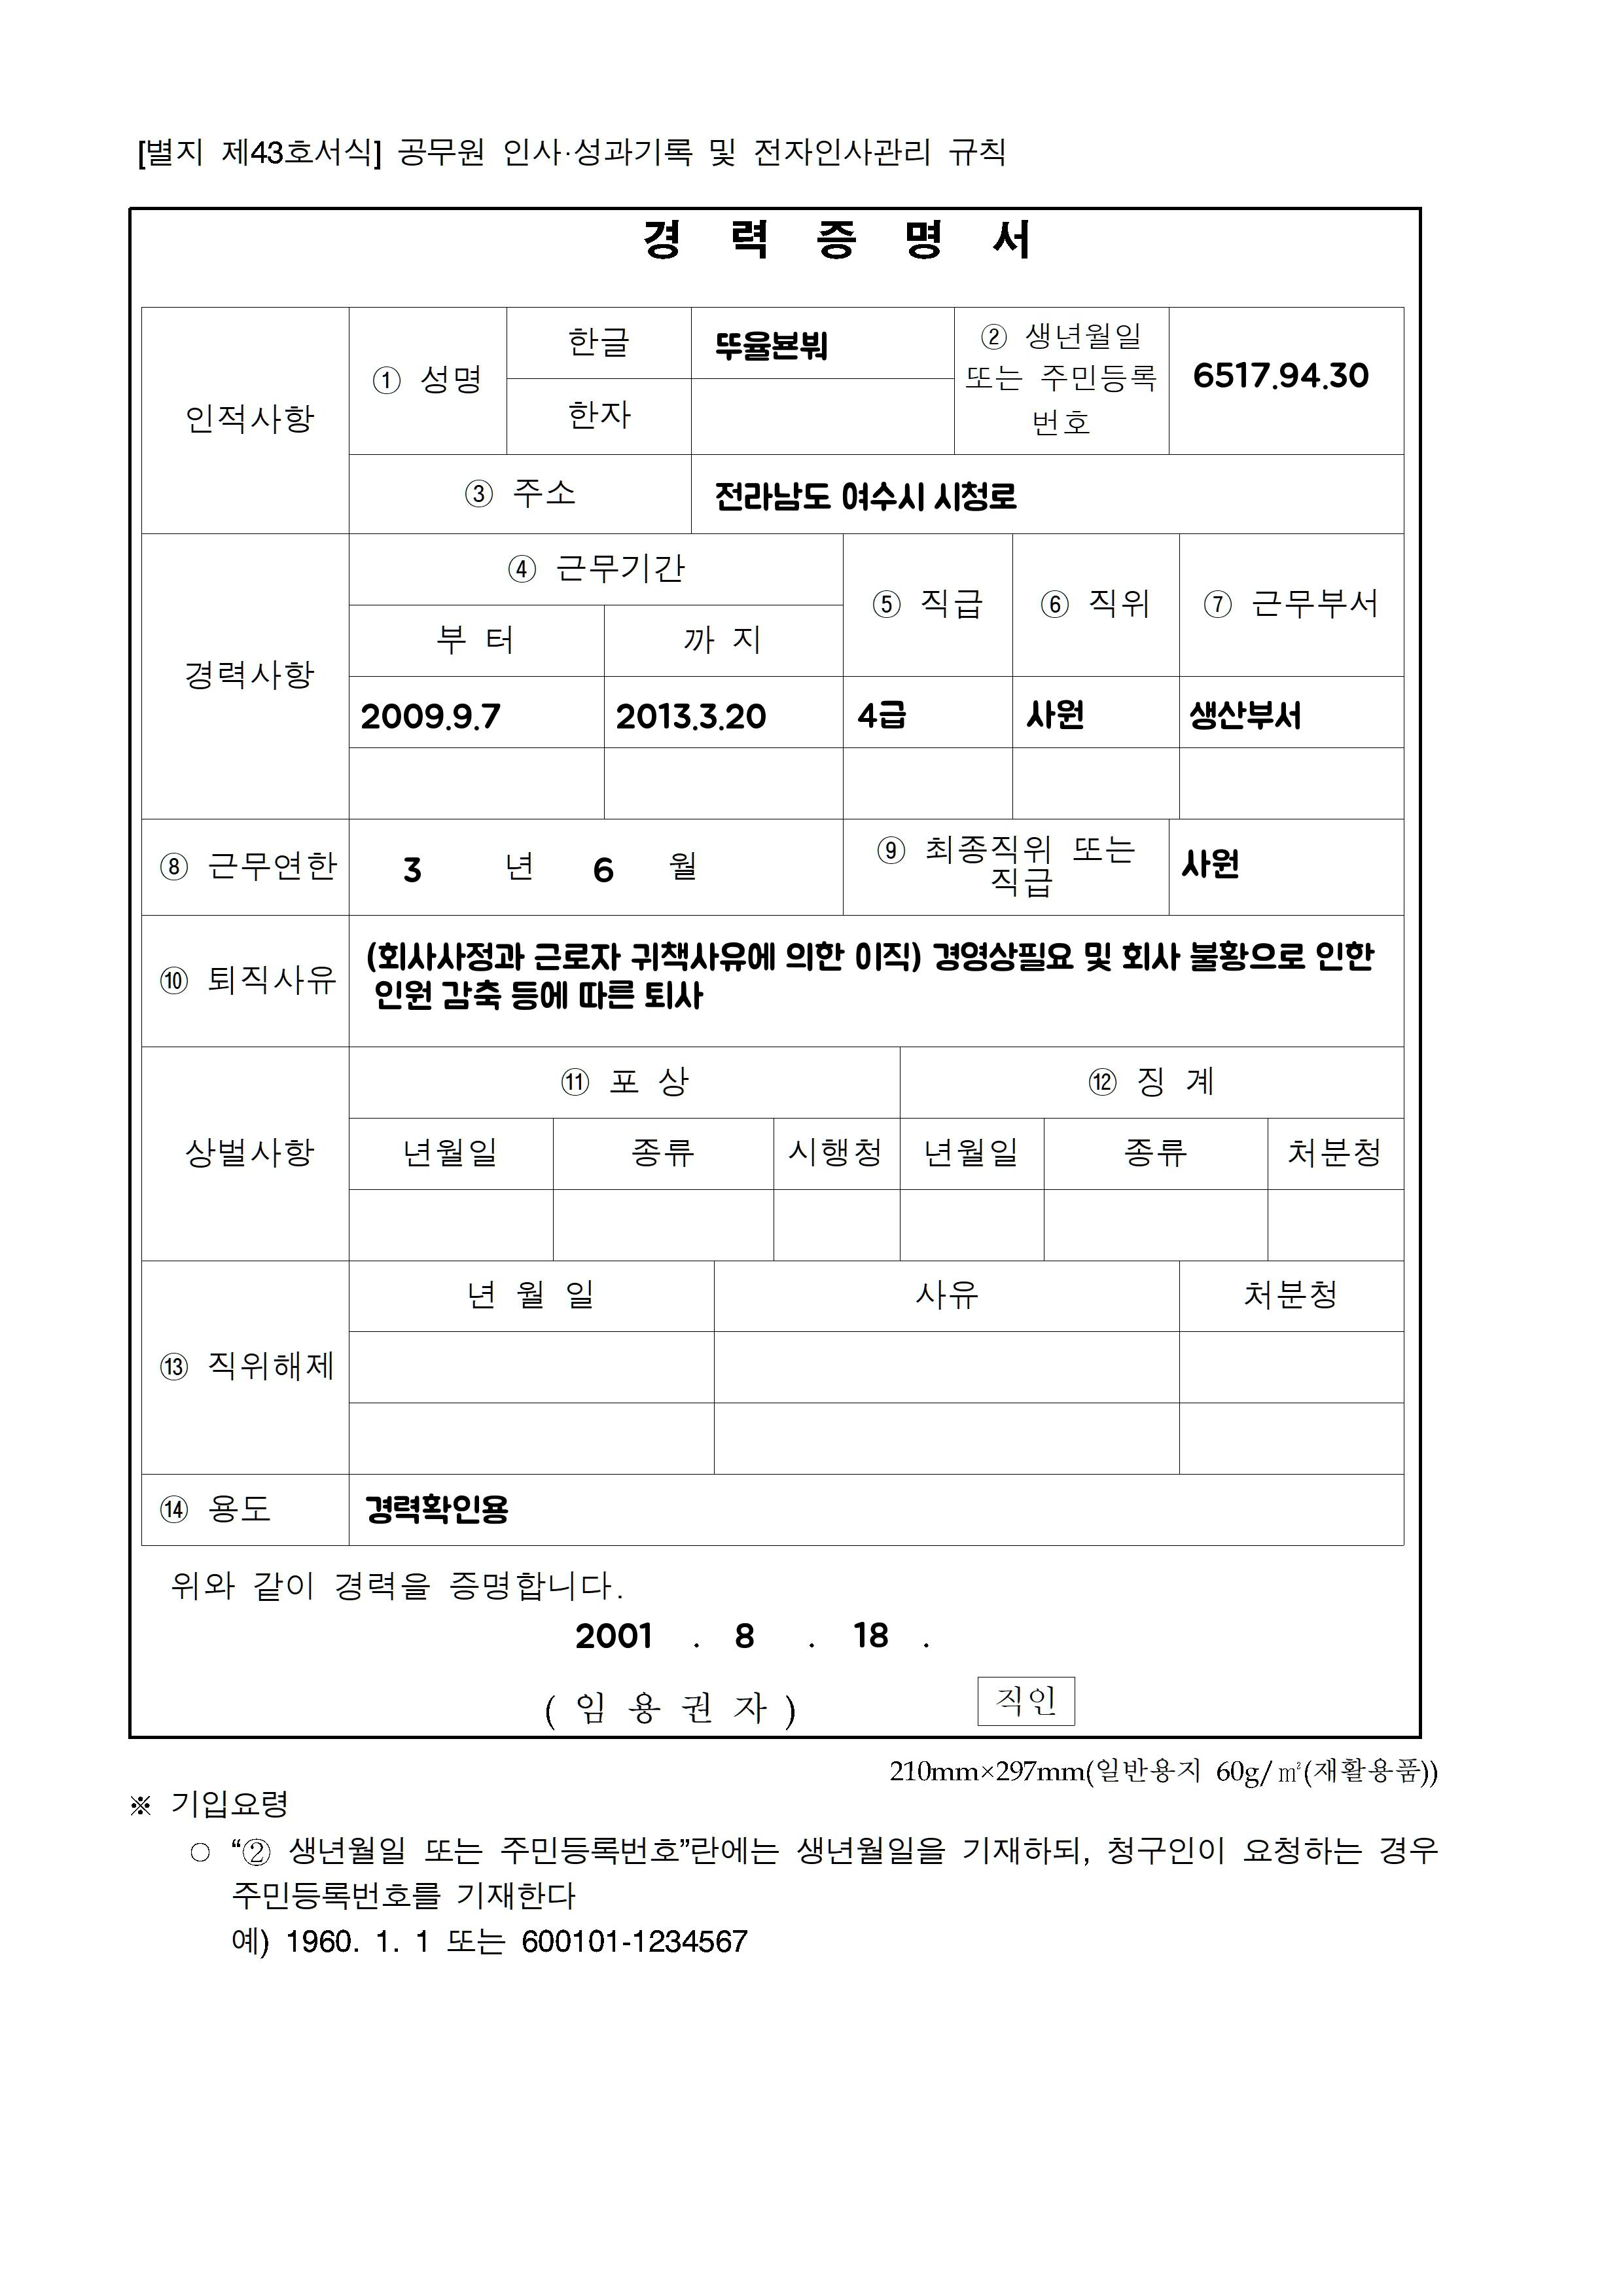 [별지 제43호서식] 공무원 인사·성과기록 및 전자인사관리 규칙
경 력 증 명 서
인적사항
① 성명
한글
뚜율뵨붜
② 생년월일
또는 주민등록
번호
6517.94.30
한자
③ 주소
전라남도 여수시 시청로
경력사항
④ 근무기간
⑤ 직급
⑥ 직위
⑦ 근무부서
부 터
까 지
2009.9.7
2013.3.20
4급
사원
생산부서
⑧ 근무연한
3 년 6 월
⑨ 최종직위 또는
직급
사원
⑩ 퇴직사유
(회사사정과 근로자 귀책사유에 의한 이직) 경영상필요 및 회사 불황으로 인한
인원 감축 등에 따른 퇴사
상벌사항
⑪ 포 상
⑫ 징 계
년월일
종류
시행청
년월일
종류
처분청
⑬ 직위해제
년 월 일
사유
처분청
⑭ 용도
경력확인용
위와 같이 경력을 증명합니다.
2001 . 8 . 18 .
( 임 용 권 자 )
직인
210mm×297mm(일반용지 60g/㎡(재활용품))
※ 기입요령
○ “② 생년월일 또는 주민등록번호”란에는 생년월일을 기재하되, 청구인이 요청하는 경우
주민등록번호를 기재한다
예) 1960. 1. 1 또는 600101-1234567